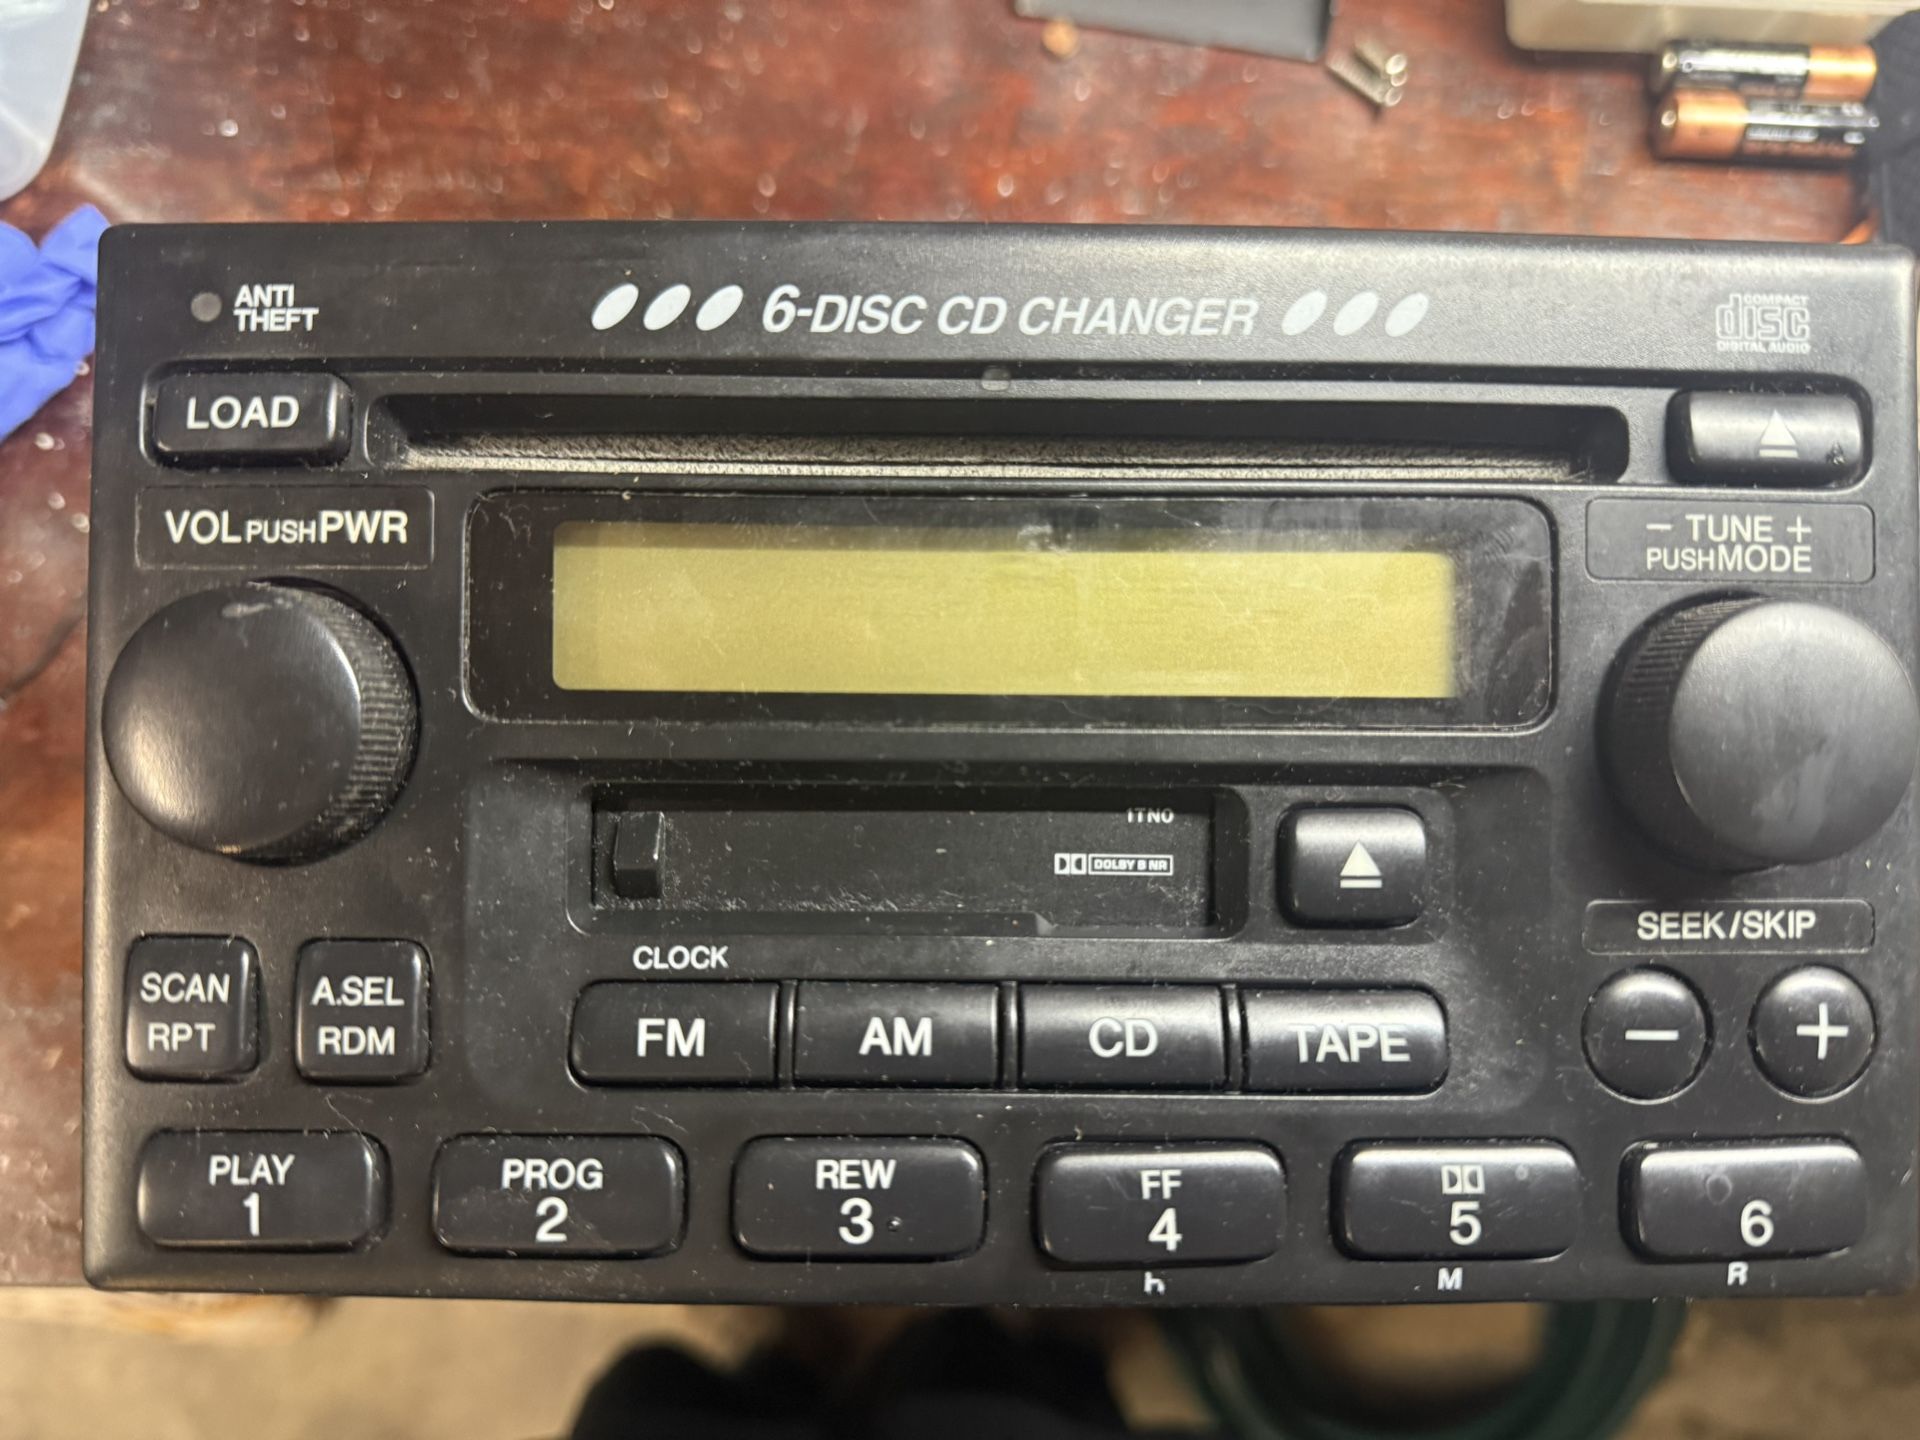 ANTI
THEFT
6-DISC CD CHANGER
COMPACT
disc
DIGITAL AUDIO
LOAD
VOL PUSH PWR
− TUNE +
PUSH MODE
1TN0
DOLBY B NR
SEEK/SKIP
CLOCK
SCAN
RPT
A.SEL
RDM
FM
AM
CD
TAPE
−
+
PLAY
1
PROG
2
REW
3
FF
4
5
6
h
M
R